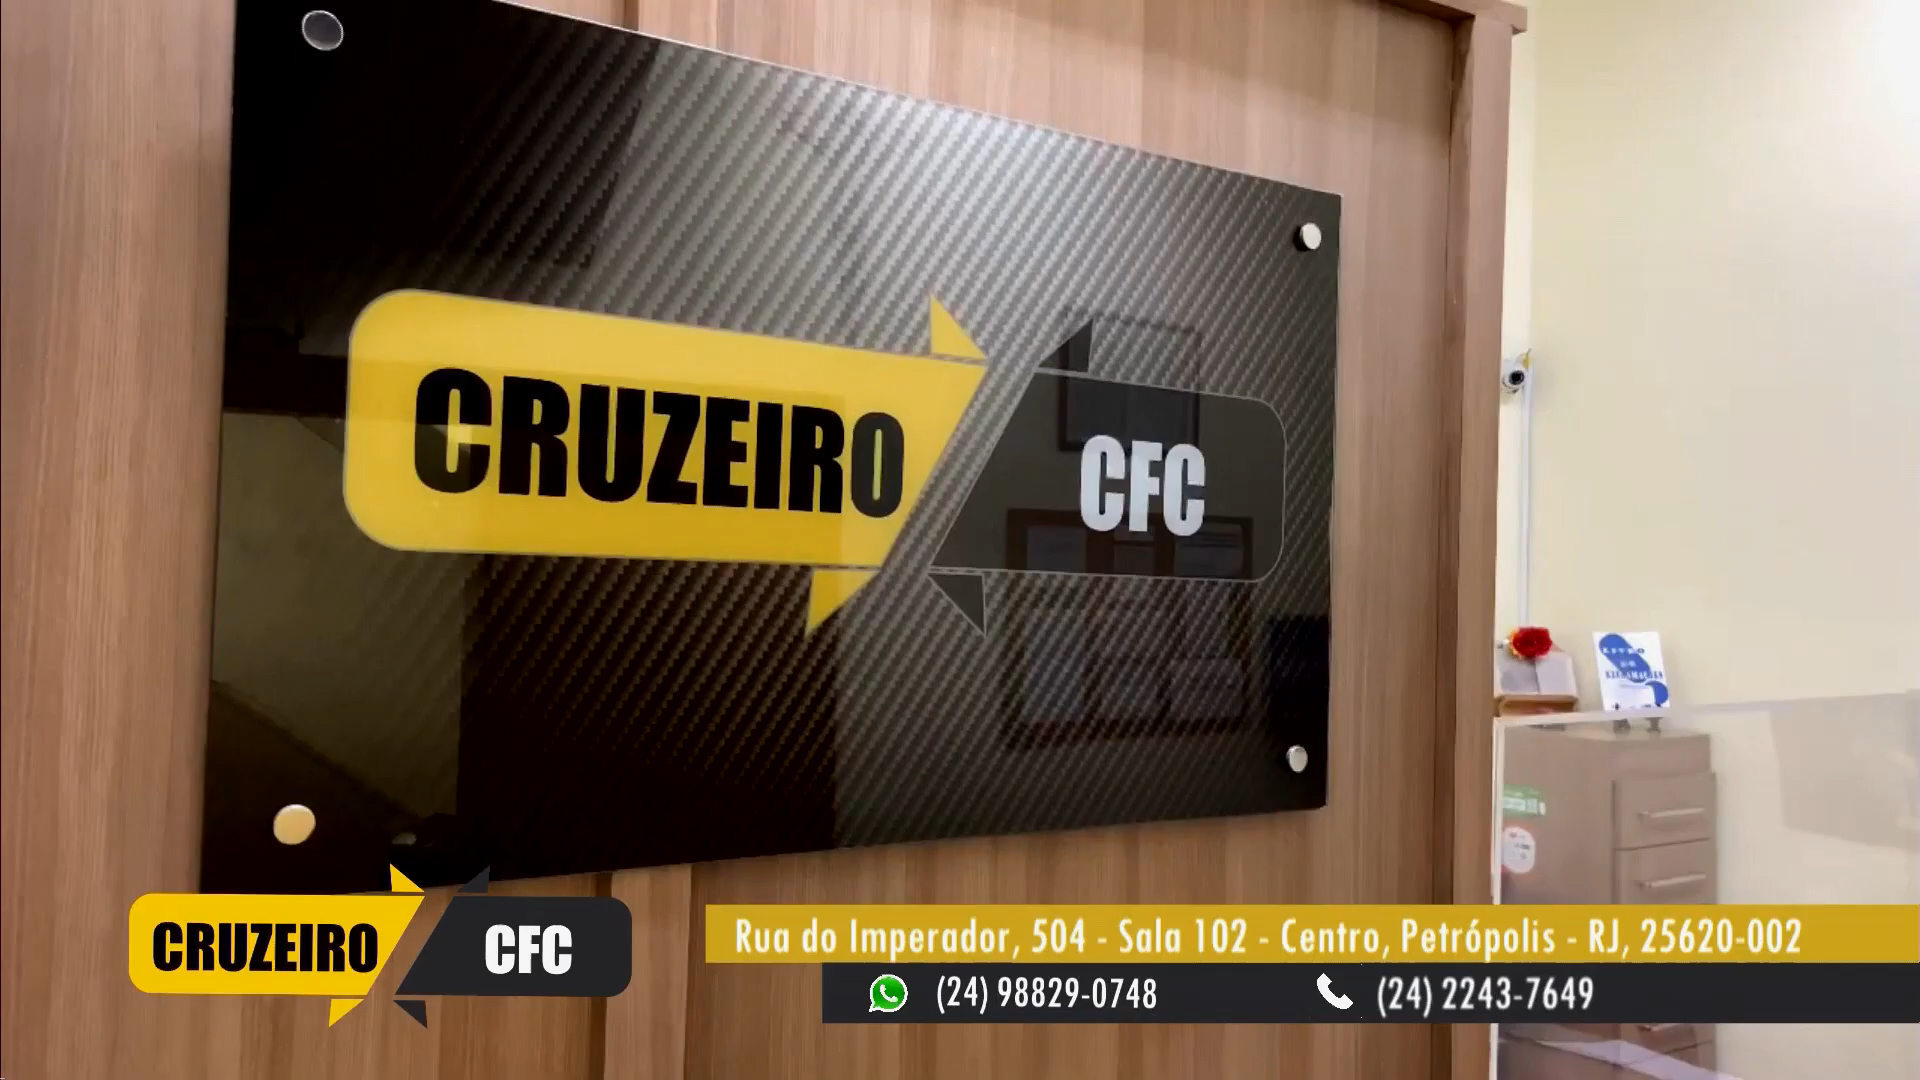 CRUZEIRO
CFC
CRUZEIRO
CFC
Rua do Imperador, 504 - Sala 102 - Centro, Petrópolis - RJ, 25620-002
(24) 98829-0748
(24) 2243-7649